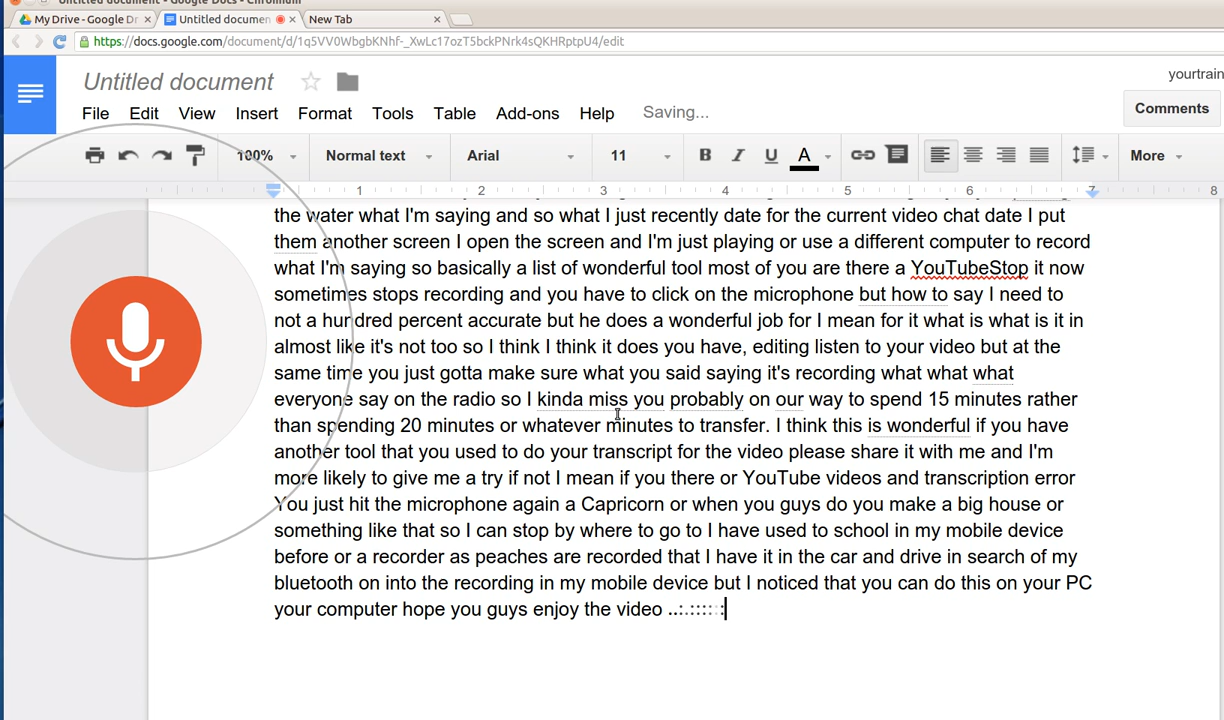 Untitled document - Google Docs - Chromium
My Drive - Google Dr × Untitled documen × New Tab ×
https://docs.google.com/document/d/1q5VV0WbgbKNhf-_XwLc17ozT5bckPNrk4sQKHRptpU4/edit
Untitled document
yourtrain
File Edit View Insert Format Tools Table Add-ons Help Saving...
Comments
100% Normal text Arial 11 B I U A More
1 2 3 4 5 6 7 8
the water what I'm saying and so what I just recently date for the current video chat date I put
them another screen I open the screen and I'm just playing or use a different computer to record
what I'm saying so basically a list of wonderful tool most of you are there a YouTubeStop it now
sometimes stops recording and you have to click on the microphone but how to say I need to
not a hundred percent accurate but he does a wonderful job for I mean for it what is what is it in
almost like it's not too so I think I think it does you have, editing listen to your video but at the
same time you just gotta make sure what you said saying it's recording what what what
everyone say on the radio so I kinda miss you probably on our way to spend 15 minutes rather
than spending 20 minutes or whatever minutes to transfer. I think this is wonderful if you have
another tool that you used to do your transcript for the video please share it with me and I'm
more likely to give me a try if not I mean if you there or YouTube videos and transcription error
You just hit the microphone again a Capricorn or when you guys do you make a big house or
something like that so I can stop by where to go to I have used to school in my mobile device
before or a recorder as peaches are recorded that I have it in the car and drive in search of my
bluetooth on into the recording in my mobile device but I noticed that you can do this on your PC
your computer hope you guys enjoy the video ..:.::::::